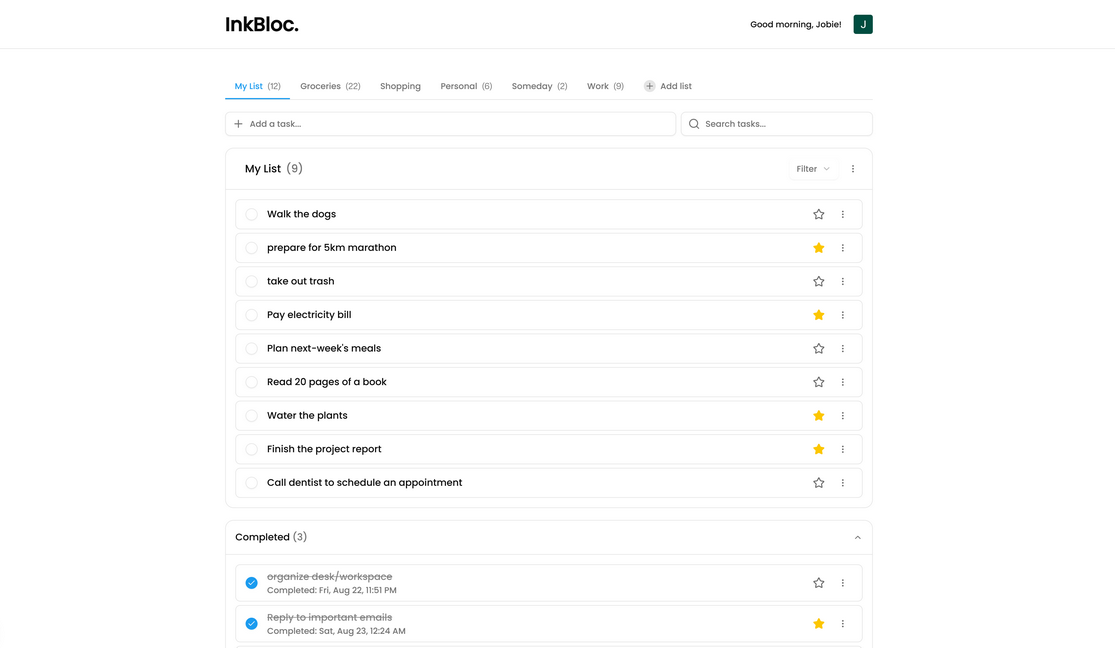 InkBloc.
Good morning, Jobie!
J
My List (12) Groceries (22) Shopping Personal (6) Someday (2) Work (9) Add list
Add a task...
Search tasks...
My List (9)
Filter
Walk the dogs
prepare for 5km marathon
take out trash
Pay electricity bill
Plan next-week's meals
Read 20 pages of a book
Water the plants
Finish the project report
Call dentist to schedule an appointment
Completed (3)
organize desk/workspace
Completed: Fri, Aug 22, 11:51 PM
Reply to important emails
Completed: Sat, Aug 23, 12:24 AM